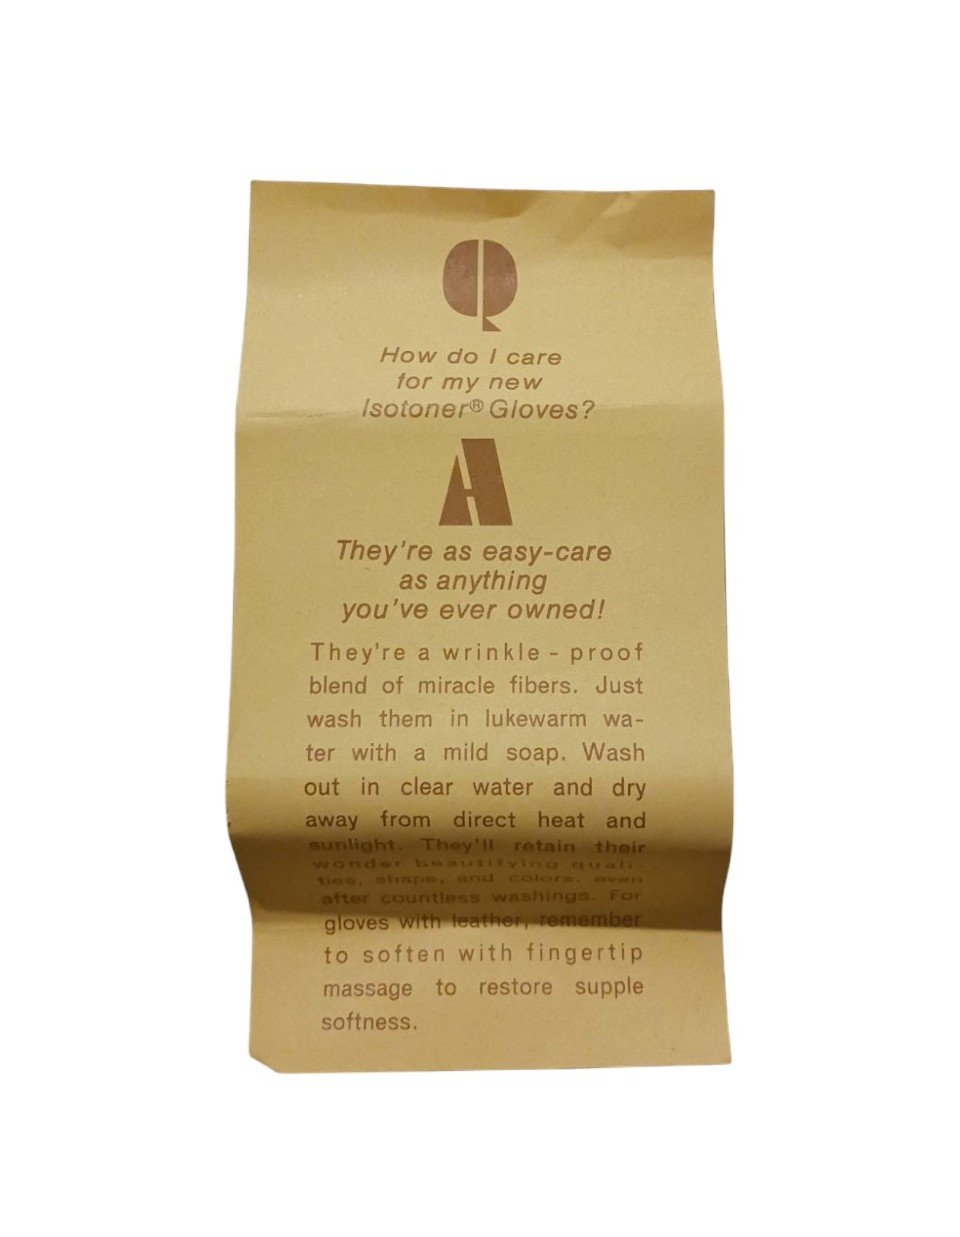 Q
How do I care
for my new
Isotoner® Gloves?
A
They're as easy-care
as anything
you've ever owned!
They're a wrinkle - proof
blend of miracle fibers. Just
wash them in lukewarm wa-
ter with a mild soap. Wash
out in clear water and dry
away from direct heat and
sunlight. They'll retain their
wonder beautifying quali-
ties, shape, and colors, even
after countless washings. For
gloves with leather, remember
to soften with fingertip
massage to restore supple
softness.